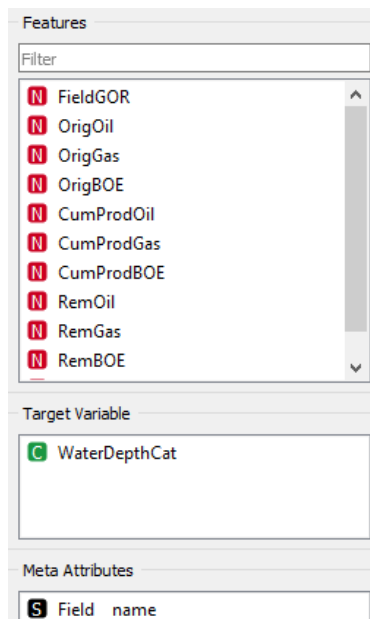 Features
Filter
N FieldGOR
N OrigOil
N OrigGas
N OrigBOE
N CumProdOil
N CumProdGas
N CumProdBOE
N RemOil
N RemGas
N RemBOE
Target Variable
C WaterDepthCat
Meta Attributes
S Field name